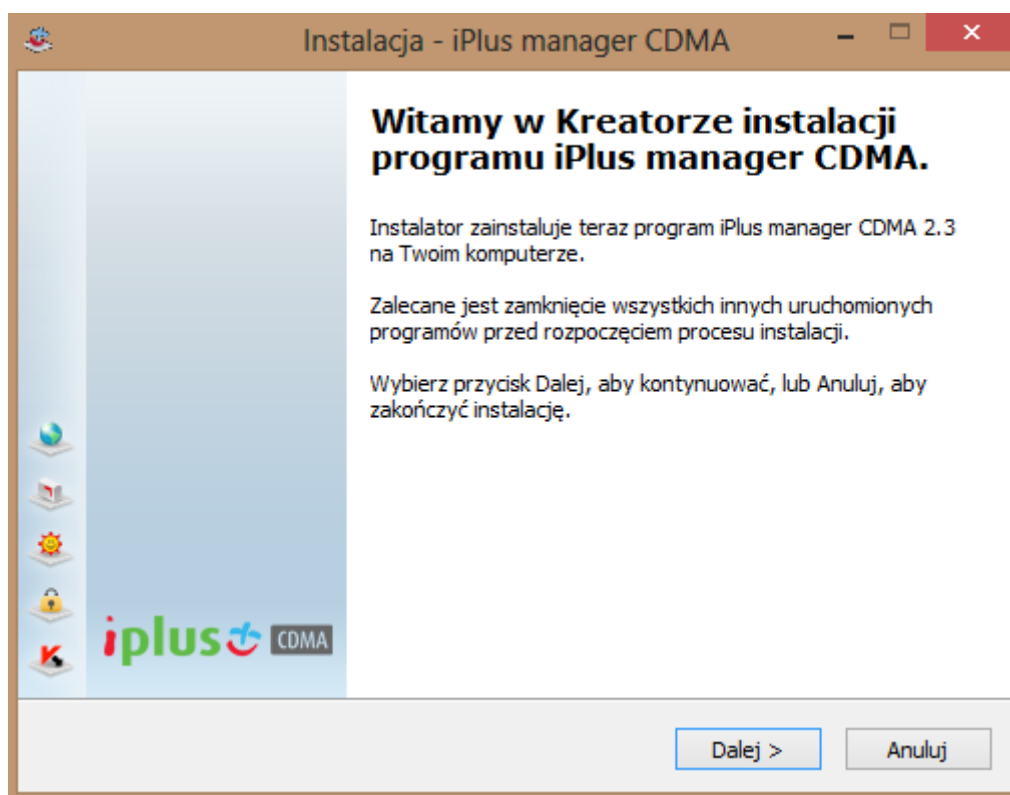 Instalacja - iPlus manager CDMA
Witamy w Kreatorze instalacji
programu iPlus manager CDMA.
Instalator zainstaluje teraz program iPlus manager CDMA 2.3
na Twoim komputerze.
Zalecane jest zamknięcie wszystkich innych uruchomionych
programów przed rozpoczęciem procesu instalacji.
Wybierz przycisk Dalej, aby kontynuować, lub Anuluj, aby
zakończyć instalację.
iplus CDMA
Dalej >
Anuluj